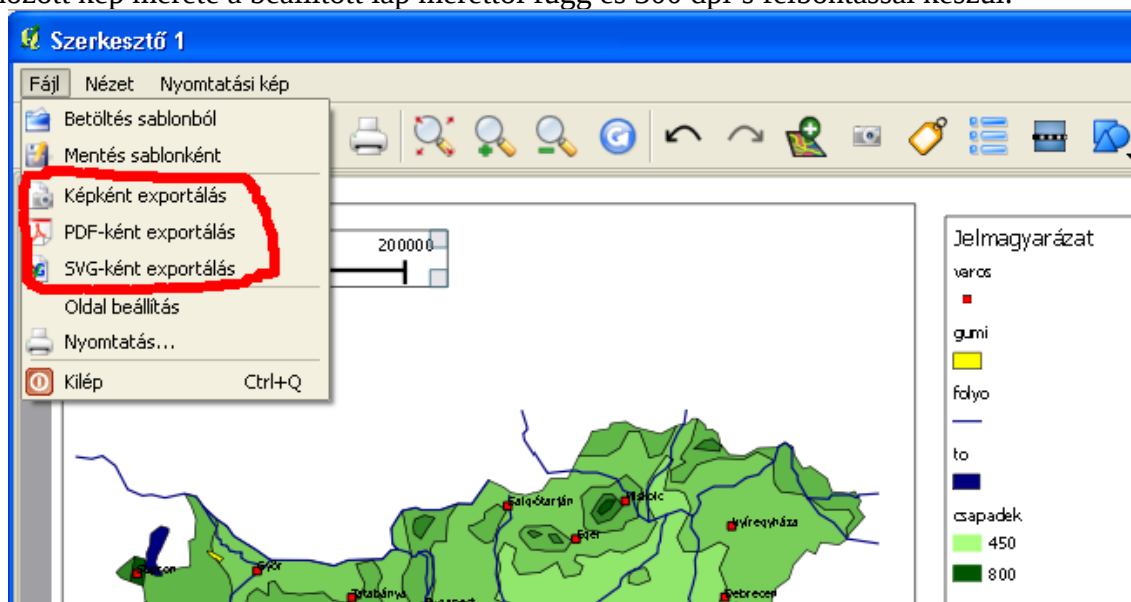 Szerkesztő 1
Fájl Nézet Nyomtatási kép
Betöltés sablonból
Mentés sablonként
Képként exportálás
PDF-ként exportálás
SVG-ként exportálás
Oldal beállítás
Nyomtatás...
Kilép Ctrl+Q
200000
Jelmagyarázat
varos
gumi
folyo
to
csapadek
450
800
Salgótarján
Miskolc
Nyíregyháza
Eger
Győr
Tatabánya
Debrecen